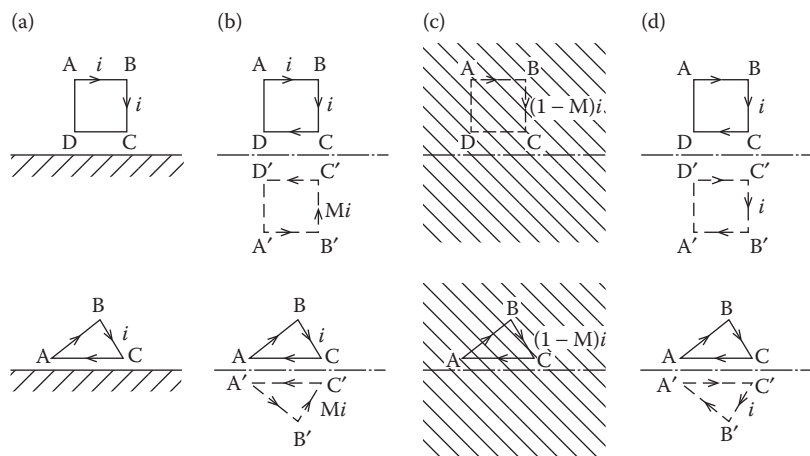 (a) (b) (c) (d)
A i B A i B A B A B
i i (1 – M)i i
D C D C D C D C
D′ C′ D′ C′
Mi i
A′ B′ A′ B′
B B B B
i i (1 – M)i
A C A C A C A C
A′ C′ A′ C′
Mi i
B′ B′